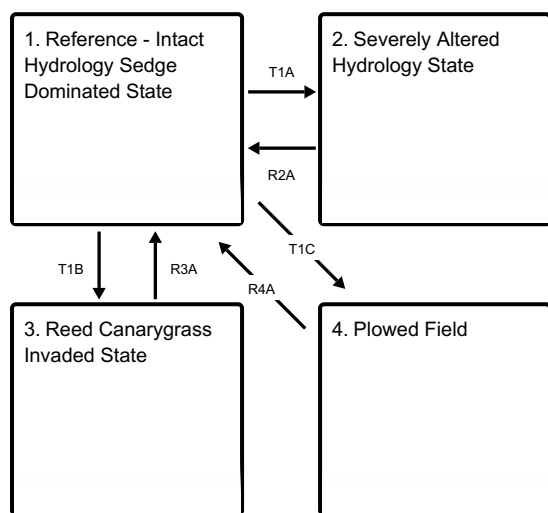 1. Reference - Intact
Hydrology Sedge
Dominated State
2. Severely Altered
Hydrology State
T1A
R2A
T1C
T1B
R3A
R4A
3. Reed Canarygrass
Invaded State
4. Plowed Field